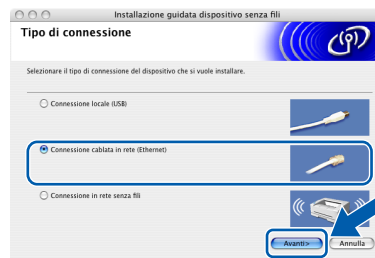 Installazione guidata dispositivo senza fili
Tipo di connessione
Selezionare il tipo di connessione del dispositivo che si vuole installare.
Connessione locale (USB)
Connessione cablata in rete (Ethernet)
Connessione in rete senza fili
Avanti> Annulla